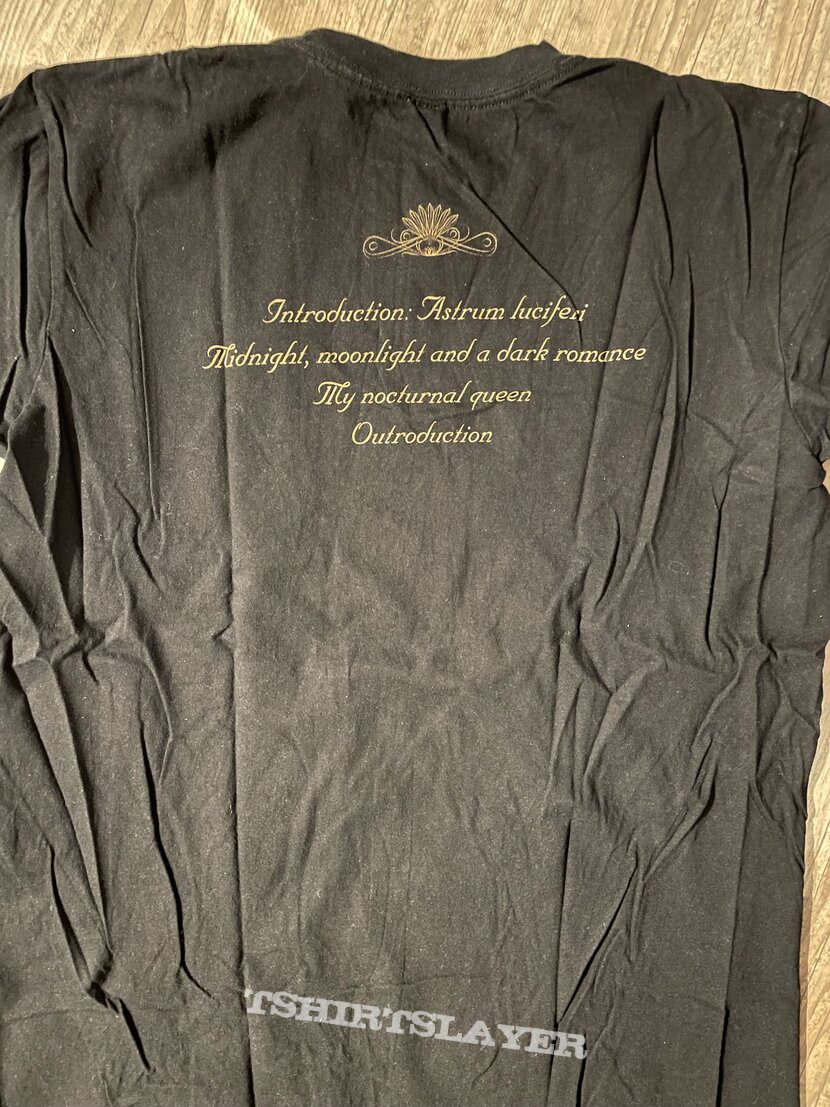 Introduction: Astrum luciferi
Midnight, moonlight and a dark romance
My nocturnal queen
Outroduction
TSHIRTSLAYER